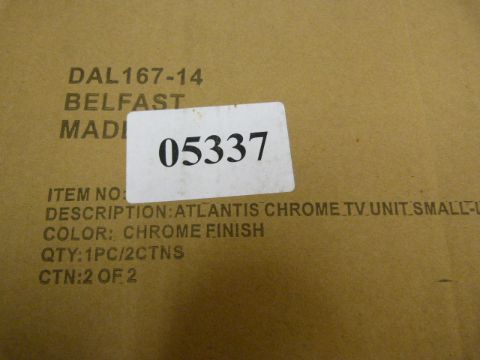 DAL167-14
BELFAST
MADE
05337
ITEM NO:
DESCRIPTION: ATLANTIS CHROME TV UNIT SMALL-
COLOR: CHROME FINISH
QTY:1PC/2CTNS
CTN:2 OF 2